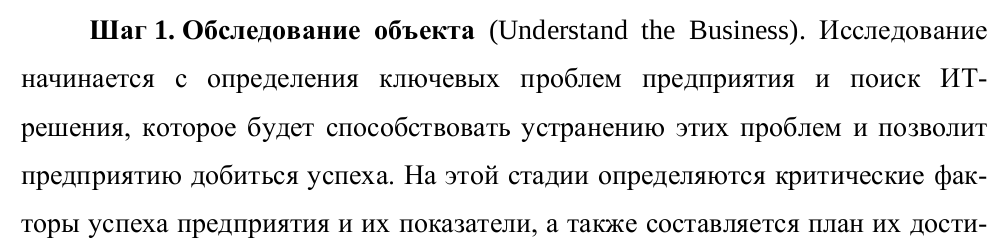 Шаг 1. Обследование объекта (Understand the Business). Исследование
начинается с определения ключевых проблем предприятия и поиск ИТ-
решения, которое будет способствовать устранению этих проблем и позволит
предприятию добиться успеха. На этой стадии определяются критические фак-
торы успеха предприятия и их показатели, а также составляется план их дости-